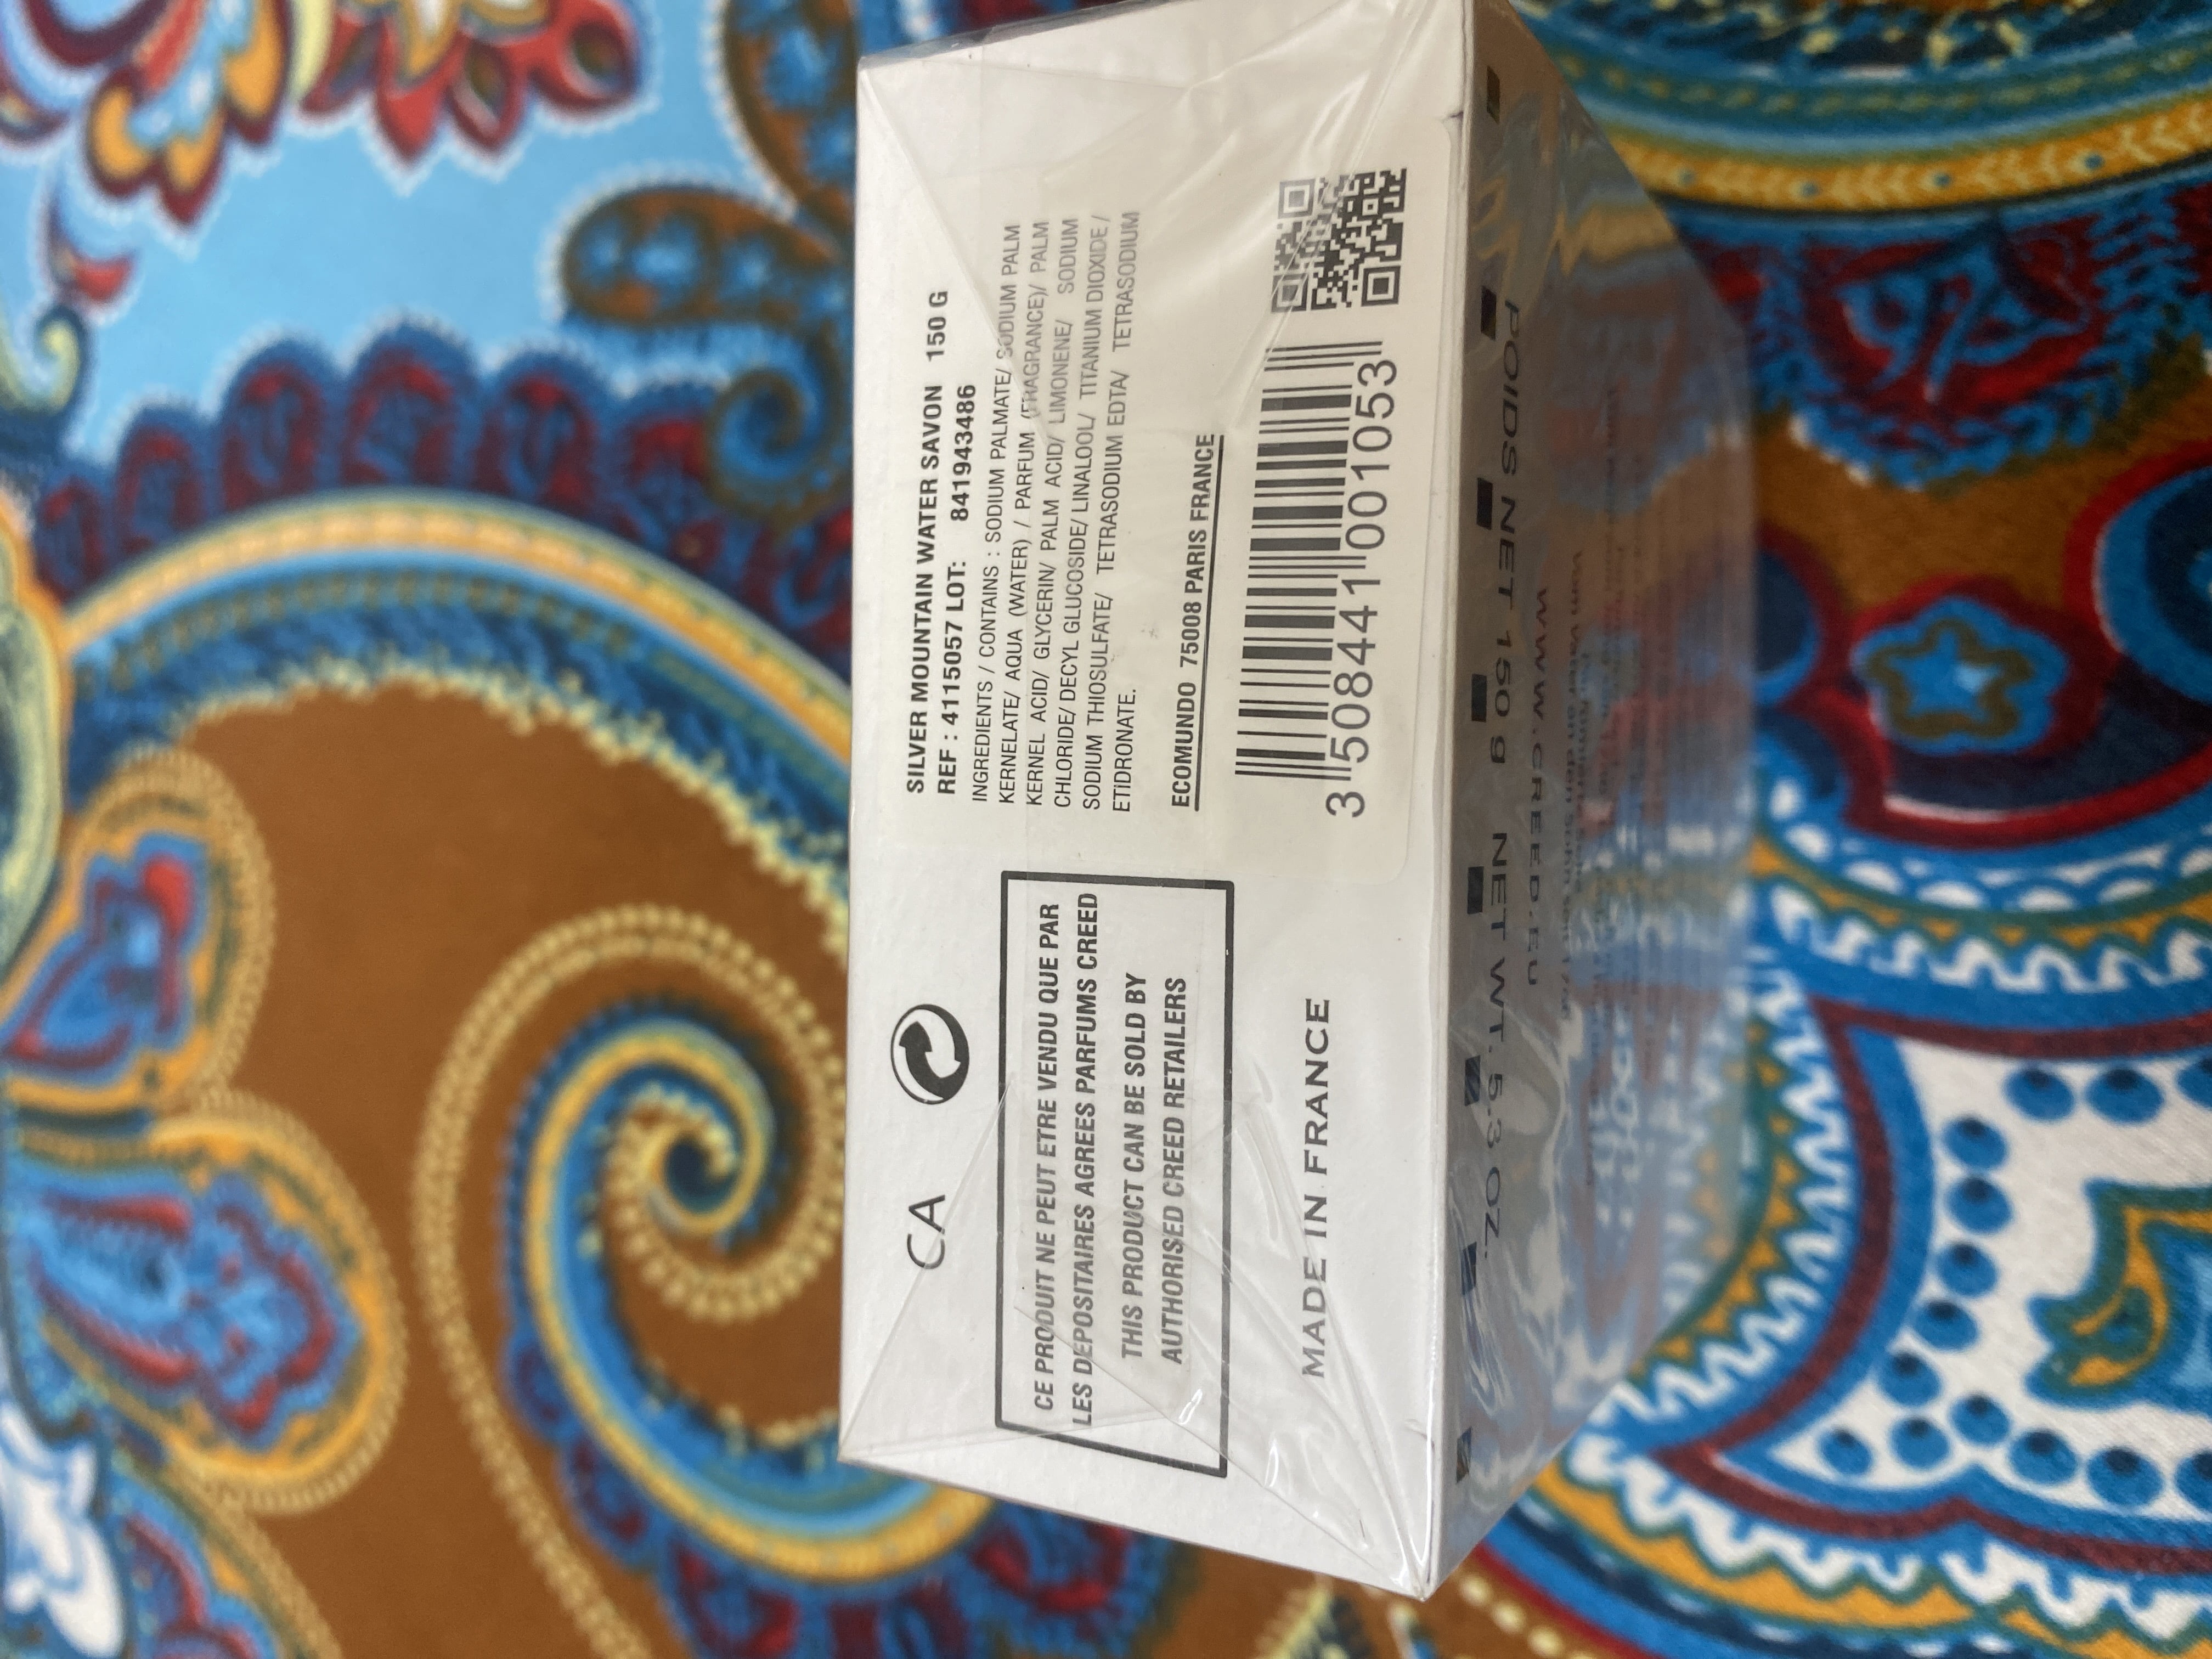 CA
CE PRODUIT NE PEUT ETRE VENDU QUE PAR
LES DEPOSITAIRES AGREES PARFUMS CREED
THIS PRODUCT CAN BE SOLD BY
AUTHORISED CREED RETAILERS
MADE IN FRANCE
SILVER MOUNTAIN WATER SAVON 150 G
REF : 4115057 LOT: 841943486
INGREDIENTS / CONTAINS : SODIUM PALMATE/ SODIUM PALM
KERNELATE/ AQUA (WATER) / PARFUM (FRAGRANCE)/ PALM
KERNEL ACID/ GLYCERIN/ PALM ACID/ LIMONENE/ SODIUM
CHLORIDE/ DECYL GLUCOSIDE/ LINALOOL/ TITANIUM DIOXIDE /
SODIUM THIOSULFATE/ TETRASODIUM EDTA/ TETRASODIUM
ETIDRONATE.
ECOMUNDO 75008 PARIS FRANCE
3 508441 001053
POIDS NET 150 g NET WT. 5,3 OZ.
WWW.CREED.EU